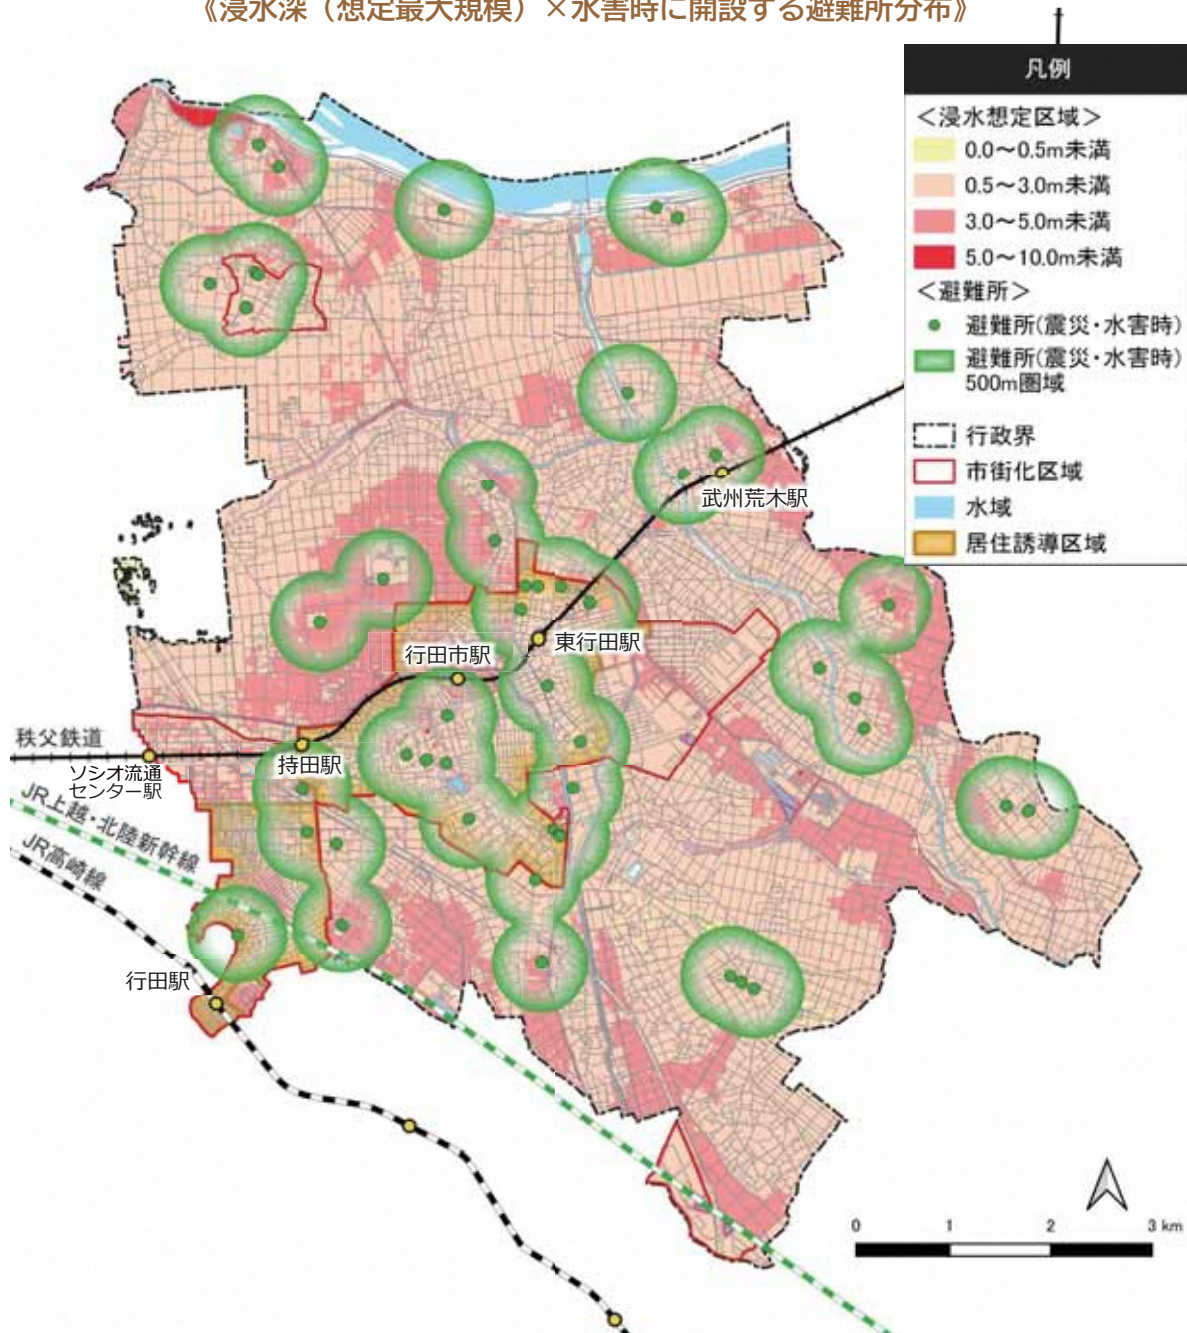 《浸水深（想定最大規模）×水害時に開設する避難所分布》
凡例
＜浸水想定区域＞
0.0～0.5m未満
0.5～3.0m未満
3.0～5.0m未満
5.0～10.0m未満
＜避難所＞
避難所(震災・水害時)
避難所(震災・水害時)
500m圏域
行政界
市街化区域
水域
居住誘導区域
武州荒木駅
東行田駅
行田市駅
持田駅
秩父鉄道
ソシオ流通
センター駅
JR上越・北陸新幹線
JR高崎線
行田駅
0 1 2 3 km